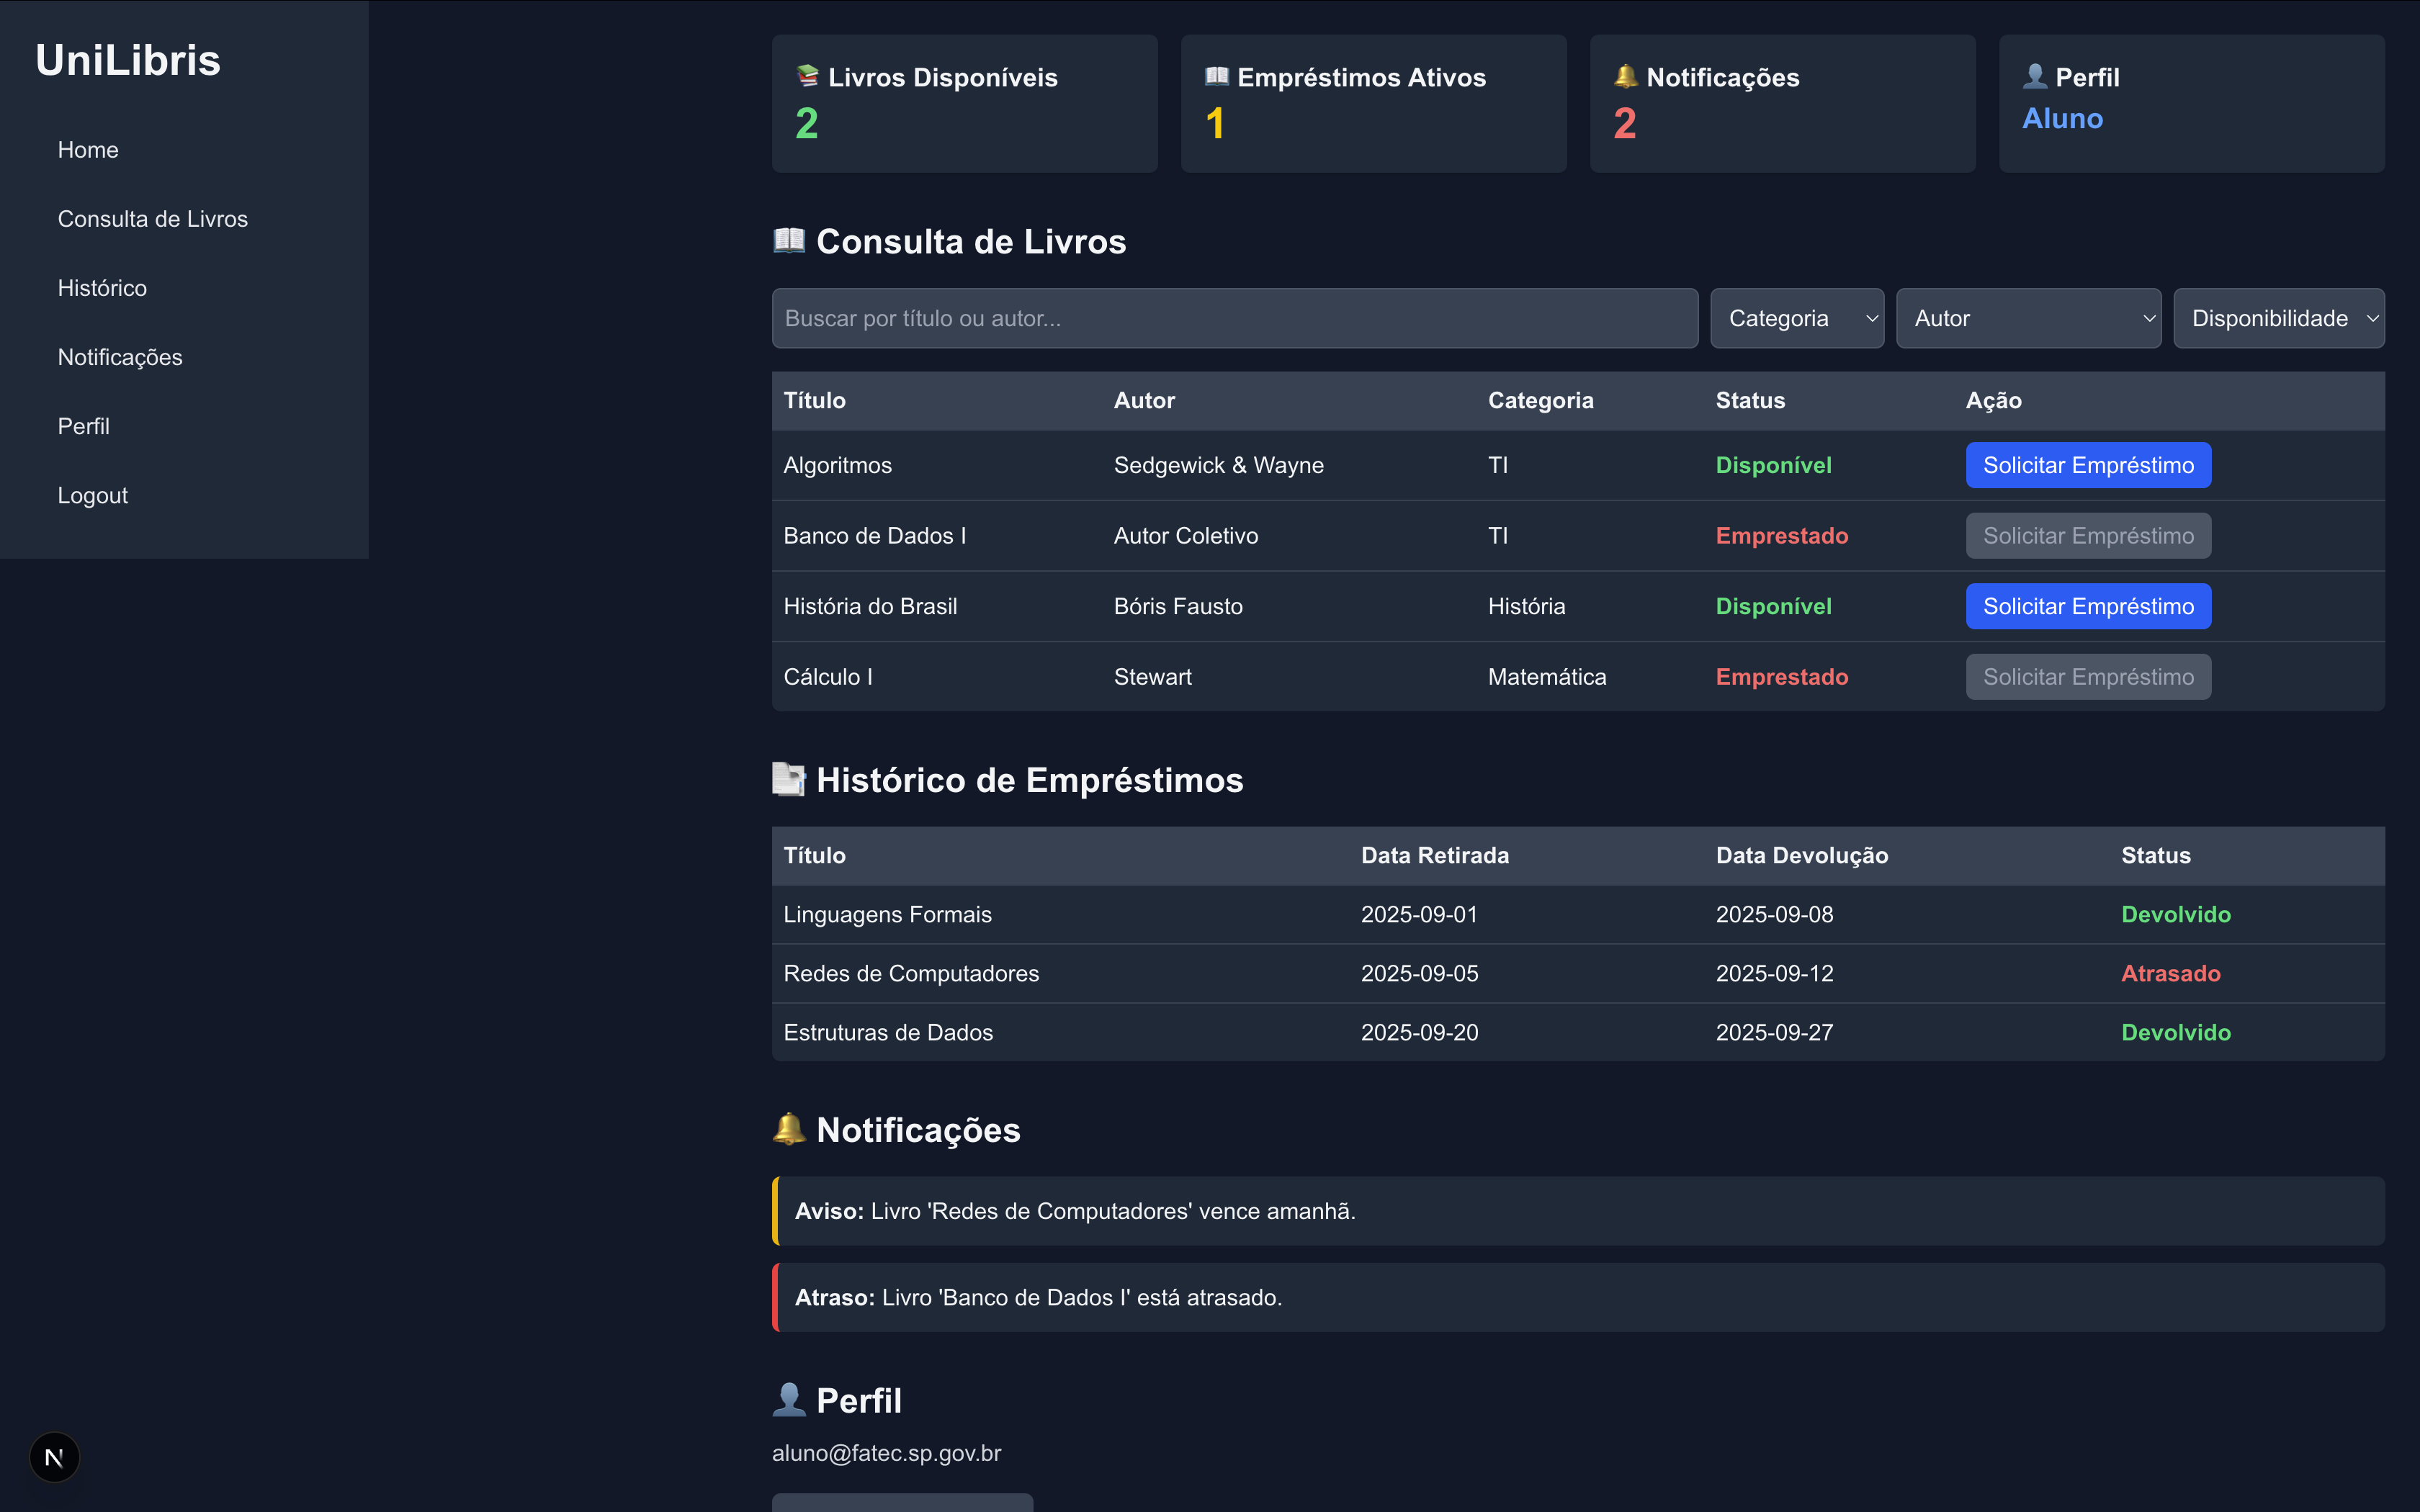 UniLibris
Home
Consulta de Livros
Histórico
Notificações
Perfil
Logout
📚 Livros Disponíveis
2
📖 Empréstimos Ativos
1
🔔 Notificações
2
👤 Perfil
Aluno
📖 Consulta de Livros
Buscar por título ou autor...
Categoria
Autor
Disponibilidade
Título Autor Categoria Status Ação
Algoritmos Sedgewick & Wayne TI Disponível Solicitar Empréstimo
Banco de Dados I Autor Coletivo TI Emprestado Solicitar Empréstimo
História do Brasil Bóris Fausto História Disponível Solicitar Empréstimo
Cálculo I Stewart Matemática Emprestado Solicitar Empréstimo
📑 Histórico de Empréstimos
Título Data Retirada Data Devolução Status
Linguagens Formais 2025-09-01 2025-09-08 Devolvido
Redes de Computadores 2025-09-05 2025-09-12 Atrasado
Estruturas de Dados 2025-09-20 2025-09-27 Devolvido
🔔 Notificações
Aviso: Livro 'Redes de Computadores' vence amanhã.
Atraso: Livro 'Banco de Dados I' está atrasado.
👤 Perfil
aluno@fatec.sp.gov.br
N